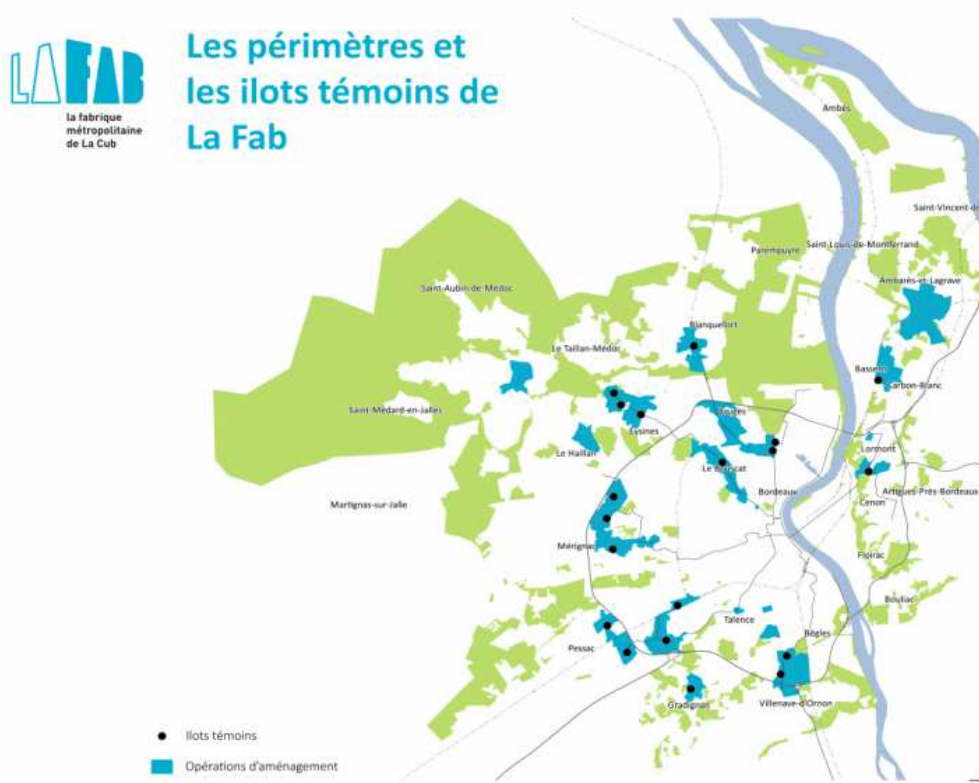 LAFAB
la fabrique
métropolitaine
de La Cub
Les périmètres et
les ilots témoins de
La Fab
Ambès
Saint-Vincent-de
Saint-Louis-de-Montferrand
Parempuyre
Ambarès-et-Lagrave
Saint-Aubin de Médoc
Blanquefort
Le Taillan-Médoc
Bassens
Carbon-Blanc
Saint-Médard-en-Jalles
Bruges
Eysines
Lormont
Le Haillan
Le Bouscat
Bordeaux
Artigues-Près-Bordeaux
Cenon
Martignas-sur-Jalle
Mérignac
Floirac
Bouliac
Talence
Bègles
Pessac
Gradignan
Villenave-d'Ornon
Ilots témoins
Opérations d'aménagement